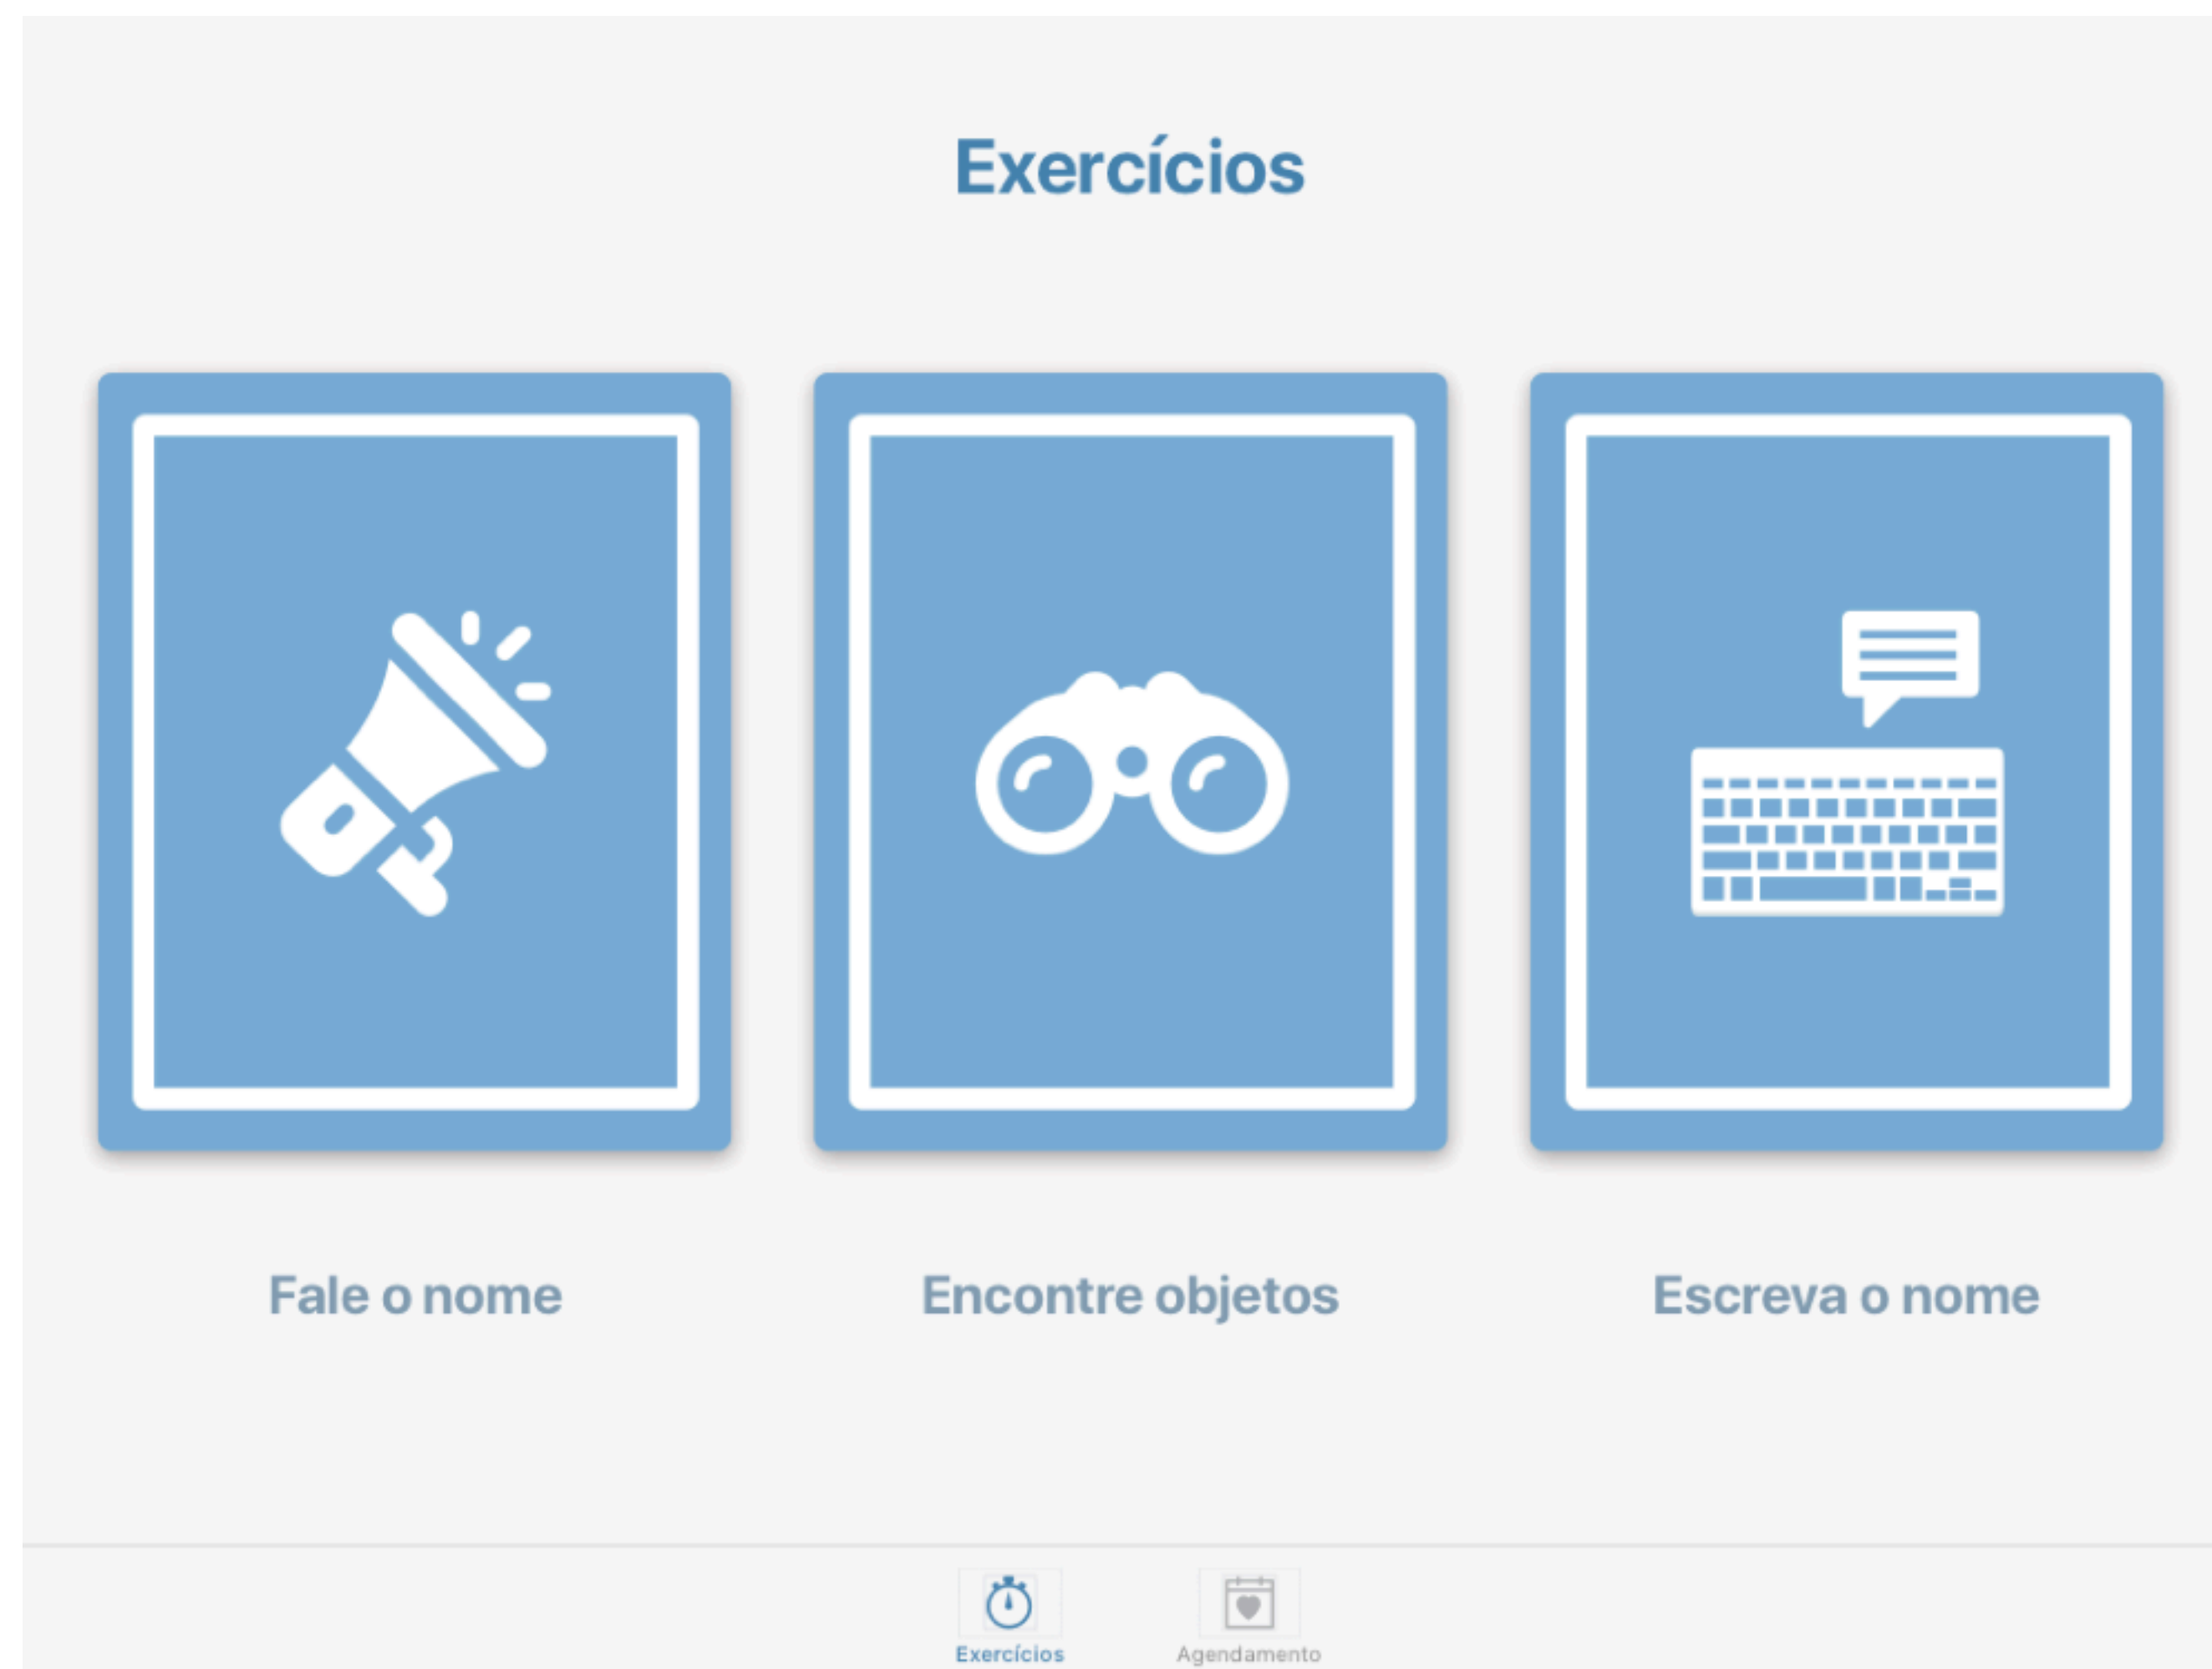 Exercícios
Fale o nome
Encontre objetos
Escreva o nome
Exercícios
Agendamento